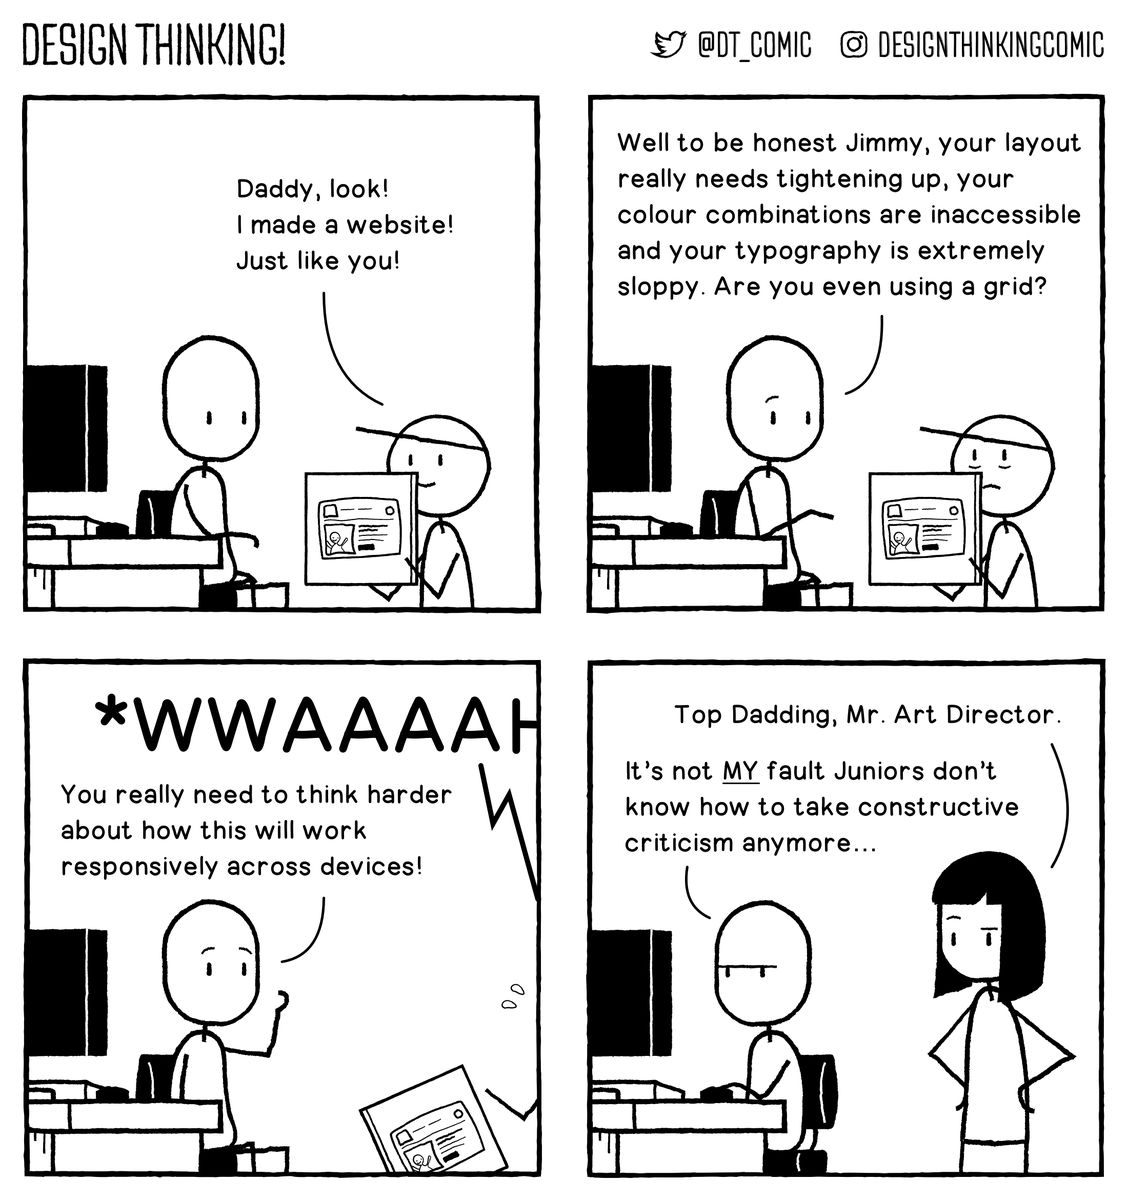 DESIGN THINKING!
@DT_COMIC
DESIGNTHINKINGCOMIC
Daddy, look!
I made a website!
Just like you!
Well to be honest Jimmy, your layout
really needs tightening up, your
colour combinations are inaccessible
and your typography is extremely
sloppy. Are you even using a grid?
*WWAAAAH
You really need to think harder
about how this will work
responsively across devices!
Top Dadding, Mr. Art Director.
It's not MY fault Juniors don't
know how to take constructive
criticism anymore...